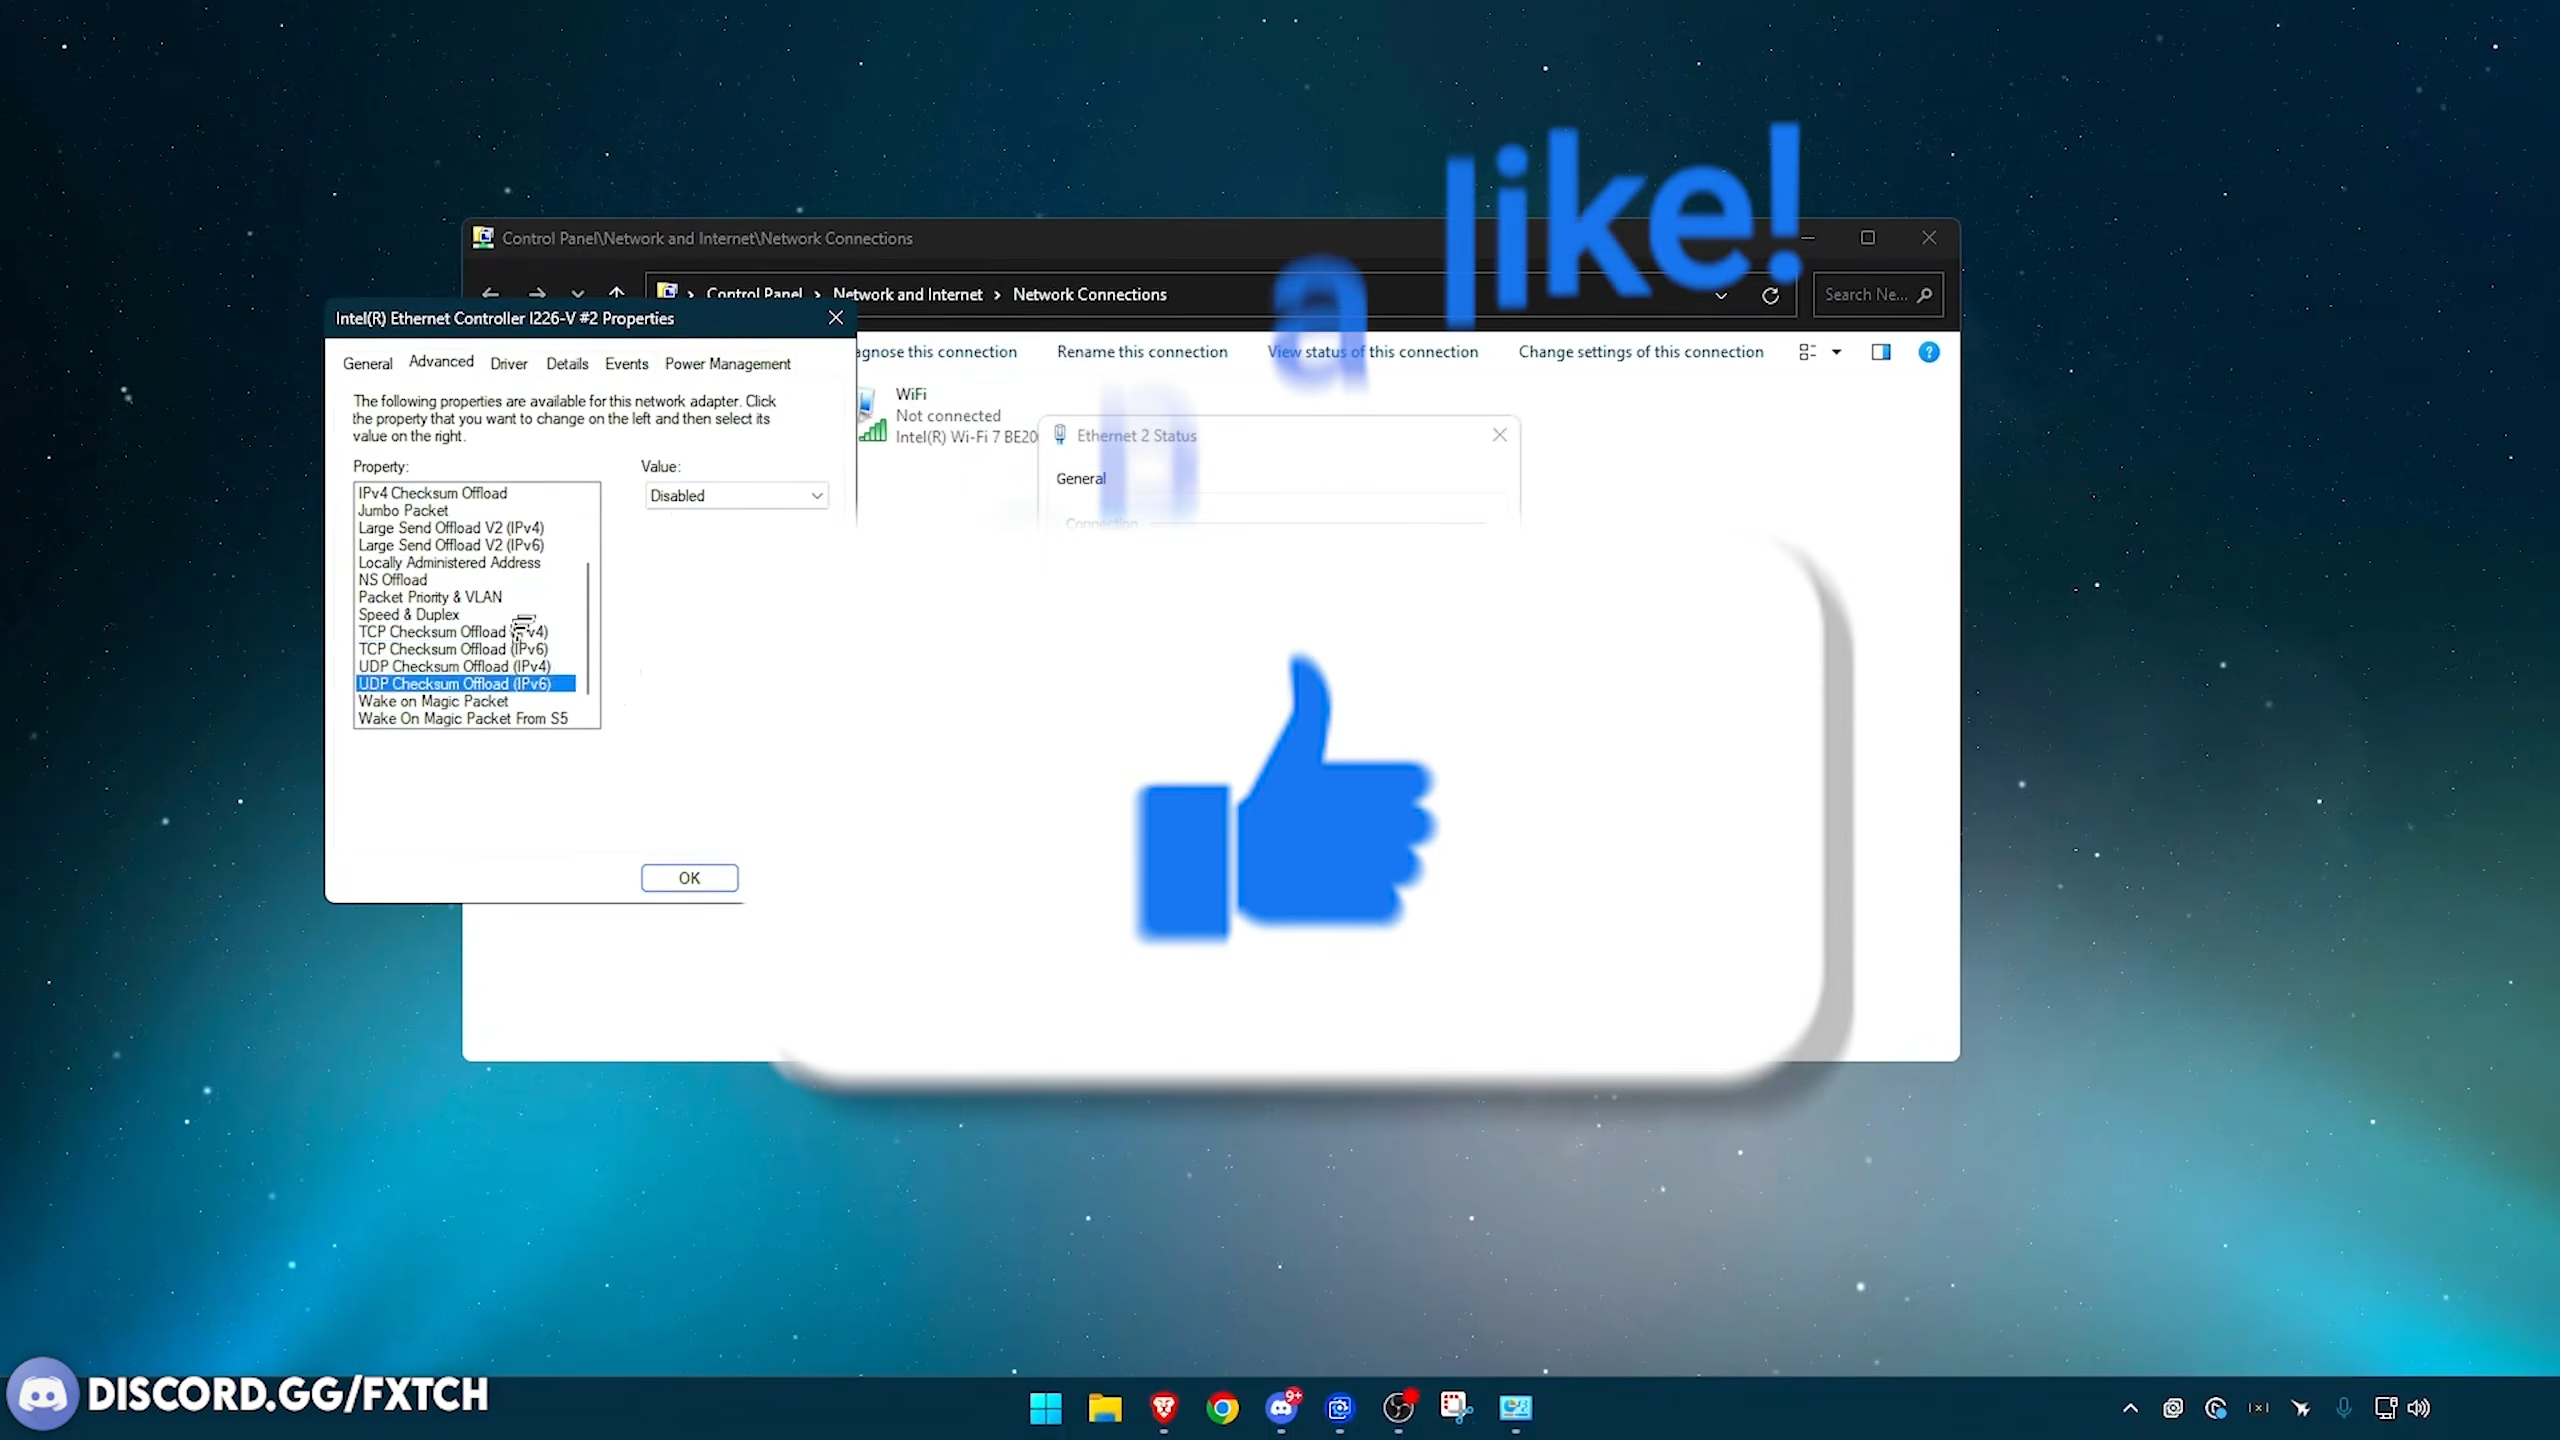 like!
a
Control Panel\Network and Internet\Network Connections
Control Panel > Network and Internet > Network Connections
Search Ne...
Intel(R) Ethernet Controller I226-V #2 Properties
agnose this connection
Rename this connection
View status of this connection
Change settings of this connection
General
Advanced
Driver
Details
Events
Power Management
The following properties are available for this network adapter. Click
the property that you want to change on the left and then select its
value on the right.
Property:
Value:
IPv4 Checksum Offload
Jumbo Packet
Large Send Offload V2 (IPv4)
Large Send Offload V2 (IPv6)
Locally Administered Address
NS Offload
Packet Priority & VLAN
Speed & Duplex
TCP Checksum Offload (IPv4)
TCP Checksum Offload (IPv6)
UDP Checksum Offload (IPv4)
UDP Checksum Offload (IPv6)
Wake on Magic Packet
Wake On Magic Packet From S5
Disabled
OK
WiFi
Not connected
Intel(R) Wi-Fi 7 BE20
Ethernet 2 Status
General
Connection
DISCORD.GG/FXTCH
9+